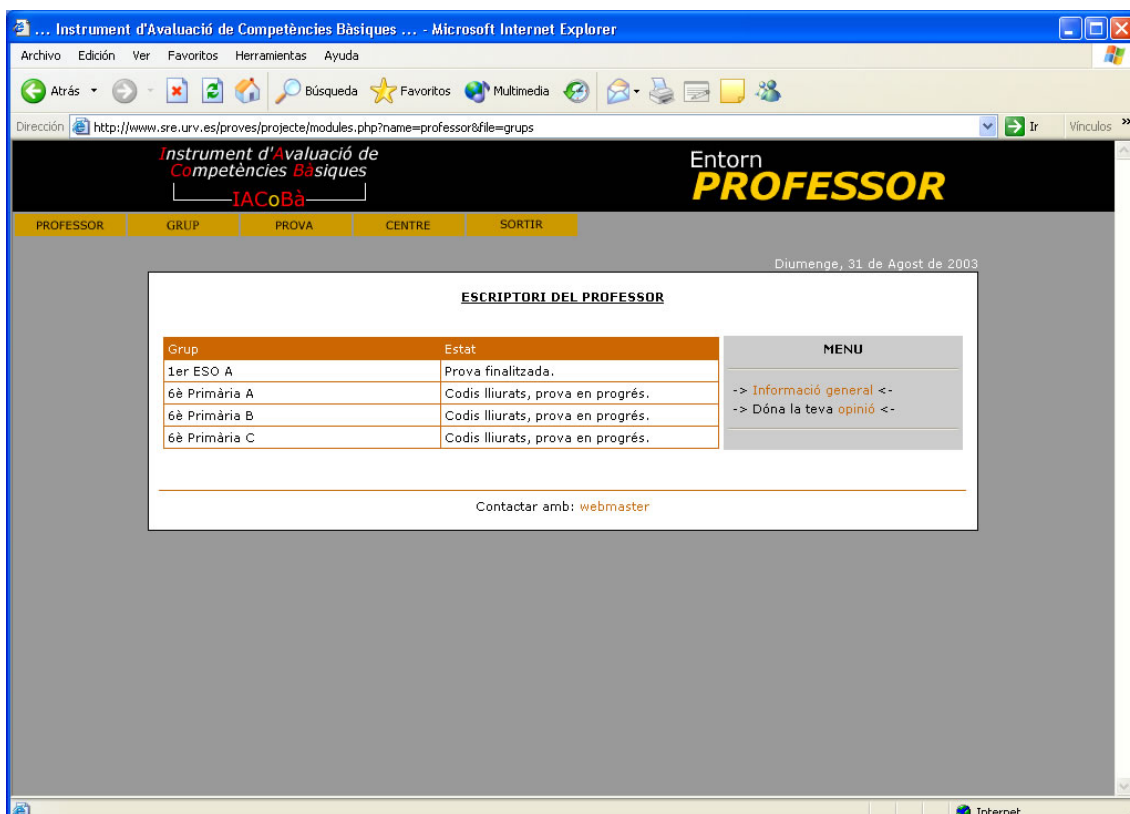 ... Instrument d'Avaluació de Competències Bàsiques ... - Microsoft Internet Explorer
Archivo Edición Ver Favoritos Herramientas Ayuda
Atrás Búsqueda Favoritos Multimedia
Dirección http://www.sre.urv.es/proves/projecte/modules.php?name=professor&file=grups Ir Vínculos »
Instrument d'Avaluació de
Competències Bàsiques
IACoBà
Entorn
PROFESSOR
PROFESSOR GRUP PROVA CENTRE SORTIR
Diumenge, 31 de Agost de 2003
ESCRIPTORI DEL PROFESSOR
Grup Estat
1er ESO A Prova finalitzada.
6è Primària A Codis lliurats, prova en progrés.
6è Primària B Codis lliurats, prova en progrés.
6è Primària C Codis lliurats, prova en progrés.
MENU
-> Informació general <-
-> Dóna la teva opinió <-
Contactar amb: webmaster
Internet